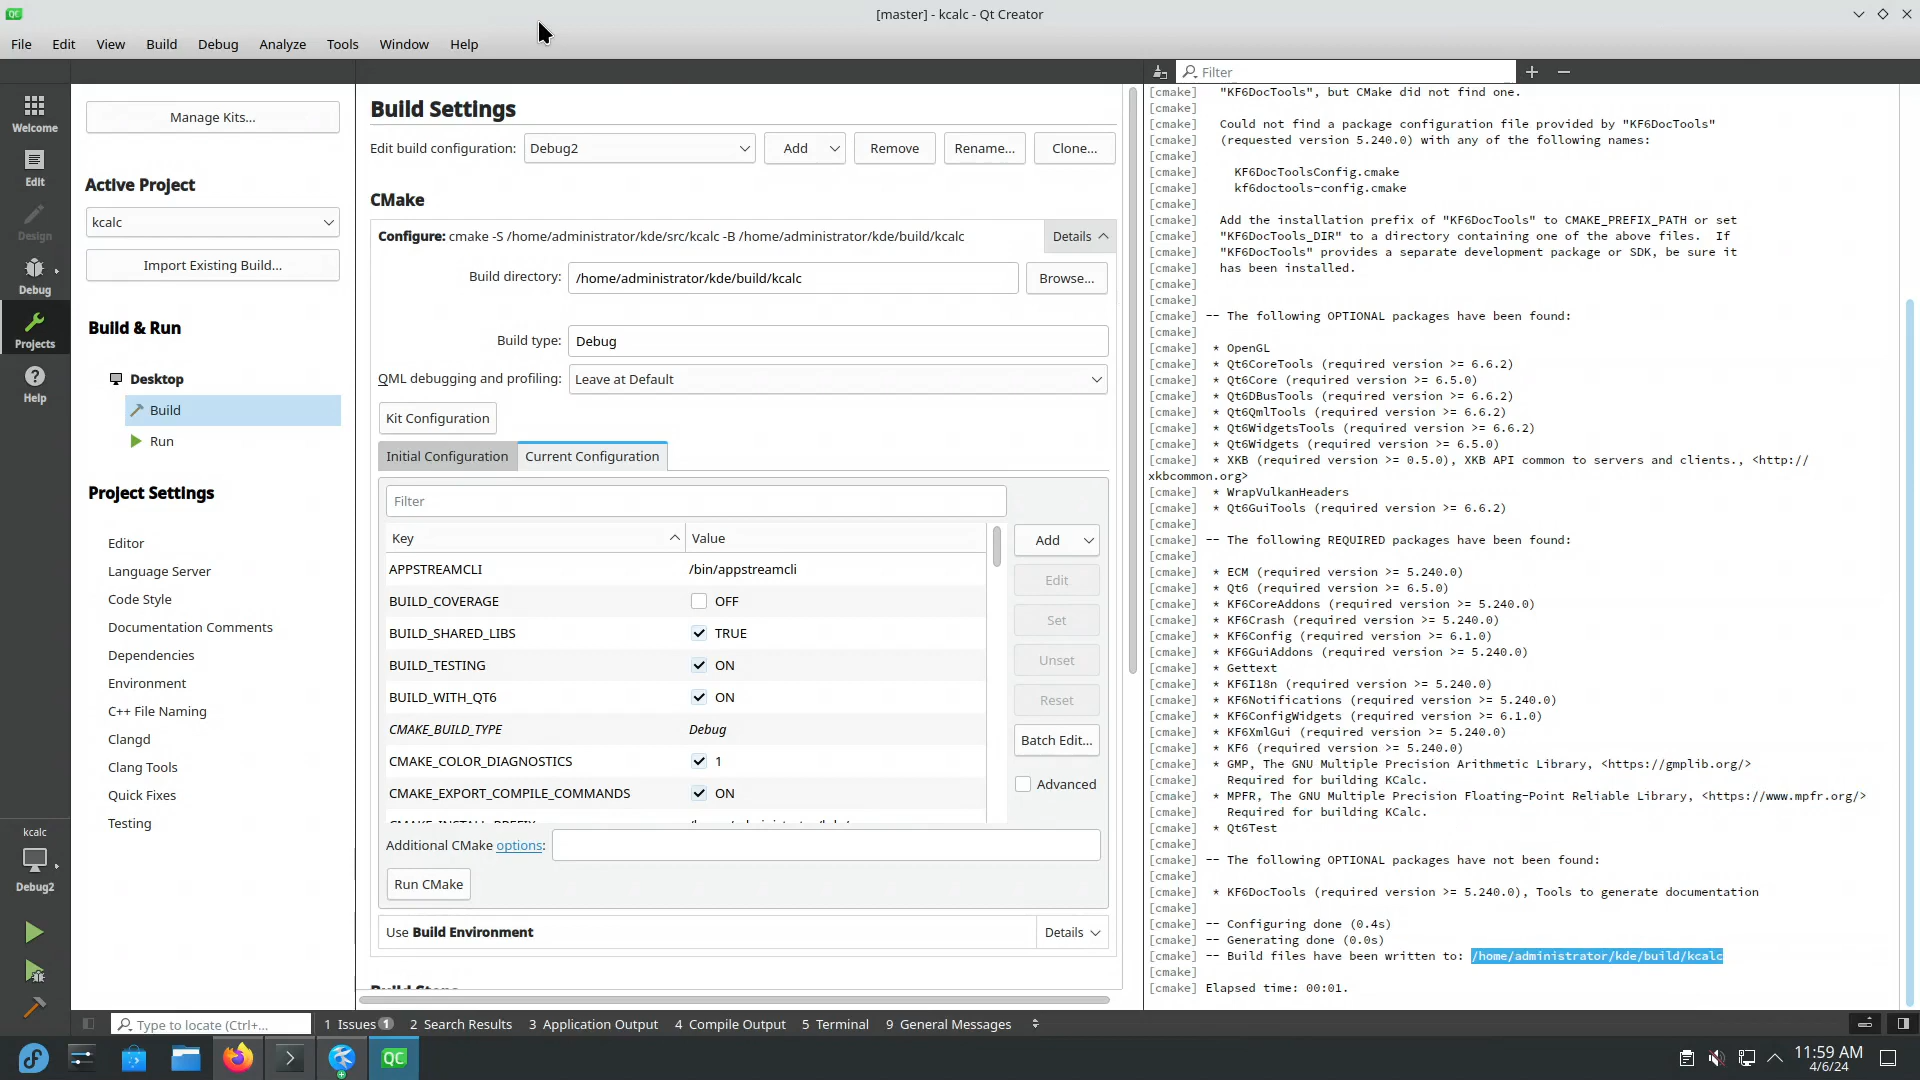 [master] - kcalc - Qt Creator
File Edit View Build Debug Analyze Tools Window Help
Welcome
Edit
Design
Debug
Projects
Help
kcalc
Debug2
Manage Kits...
Active Project
kcalc
Import Existing Build...
Build & Run
Desktop
Build
Run
Project Settings
Editor
Language Server
Code Style
Documentation Comments
Dependencies
Environment
C++ File Naming
Clangd
Clang Tools
Quick Fixes
Testing
Build Settings
Edit build configuration: Debug2 Add Remove Rename... Clone...
CMake
Configure: cmake -S /home/administrator/kde/src/kcalc -B /home/administrator/kde/build/kcalc Details
Build directory: /home/administrator/kde/build/kcalc Browse...
Build type: Debug
QML debugging and profiling: Leave at Default
Kit Configuration
Initial Configuration Current Configuration
Filter
Key Value
APPSTREAMCLI /bin/appstreamcli
BUILD_COVERAGE OFF
BUILD_SHARED_LIBS TRUE
BUILD_TESTING ON
BUILD_WITH_QT6 ON
CMAKE_BUILD_TYPE Debug
CMAKE_COLOR_DIAGNOSTICS 1
CMAKE_EXPORT_COMPILE_COMMANDS ON
Add
Edit
Set
Unset
Reset
Batch Edit...
Advanced
Additional CMake options:
Run CMake
Use Build Environment Details
Filter
[cmake] "KF6DocTools", but CMake did not find one.
[cmake]
[cmake] Could not find a package configuration file provided by "KF6DocTools"
[cmake] (requested version 5.240.0) with any of the following names:
[cmake]
[cmake] KF6DocToolsConfig.cmake
[cmake] kf6doctools-config.cmake
[cmake]
[cmake] Add the installation prefix of "KF6DocTools" to CMAKE_PREFIX_PATH or set
[cmake] "KF6DocTools_DIR" to a directory containing one of the above files. If
[cmake] "KF6DocTools" provides a separate development package or SDK, be sure it
[cmake] has been installed.
[cmake]
[cmake]
[cmake] -- The following OPTIONAL packages have been found:
[cmake]
[cmake] * OpenGL
[cmake] * Qt6CoreTools (required version >= 6.6.2)
[cmake] * Qt6Core (required version >= 6.5.0)
[cmake] * Qt6DBusTools (required version >= 6.6.2)
[cmake] * Qt6QmlTools (required version >= 6.6.2)
[cmake] * Qt6WidgetsTools (required version >= 6.6.2)
[cmake] * Qt6Widgets (required version >= 6.5.0)
[cmake] * XKB (required version >= 0.5.0), XKB API common to servers and clients., <http://
xkbcommon.org>
[cmake] * WrapVulkanHeaders
[cmake] * Qt6GuiTools (required version >= 6.6.2)
[cmake]
[cmake] -- The following REQUIRED packages have been found:
[cmake]
[cmake] * ECM (required version >= 5.240.0)
[cmake] * Qt6 (required version >= 6.5.0)
[cmake] * KF6CoreAddons (required version >= 5.240.0)
[cmake] * KF6Crash (required version >= 5.240.0)
[cmake] * KF6Config (required version >= 6.1.0)
[cmake] * KF6GuiAddons (required version >= 5.240.0)
[cmake] * Gettext
[cmake] * KF6I18n (required version >= 5.240.0)
[cmake] * KF6Notifications (required version >= 5.240.0)
[cmake] * KF6ConfigWidgets (required version >= 6.1.0)
[cmake] * KF6XmlGui (required version >= 5.240.0)
[cmake] * KF6 (required version >= 5.240.0)
[cmake] * GMP, The GNU Multiple Precision Arithmetic Library, <https://gmplib.org/>
[cmake] Required for building KCalc.
[cmake] * MPFR, The GNU Multiple Precision Floating-Point Reliable Library, <https://www.mpfr.org/>
[cmake] Required for building KCalc.
[cmake] * Qt6Test
[cmake]
[cmake] -- The following OPTIONAL packages have not been found:
[cmake]
[cmake] * KF6DocTools (required version >= 5.240.0), Tools to generate documentation
[cmake]
[cmake] -- Configuring done (0.4s)
[cmake] -- Generating done (0.0s)
[cmake] -- Build files have been written to: /home/administrator/kde/build/kcalc
[cmake]
[cmake] Elapsed time: 00:01.
Type to locate (Ctrl+... 1 Issues 1 2 Search Results 3 Application Output 4 Compile Output 5 Terminal 9 General Messages
QC
11:59 AM
4/6/24